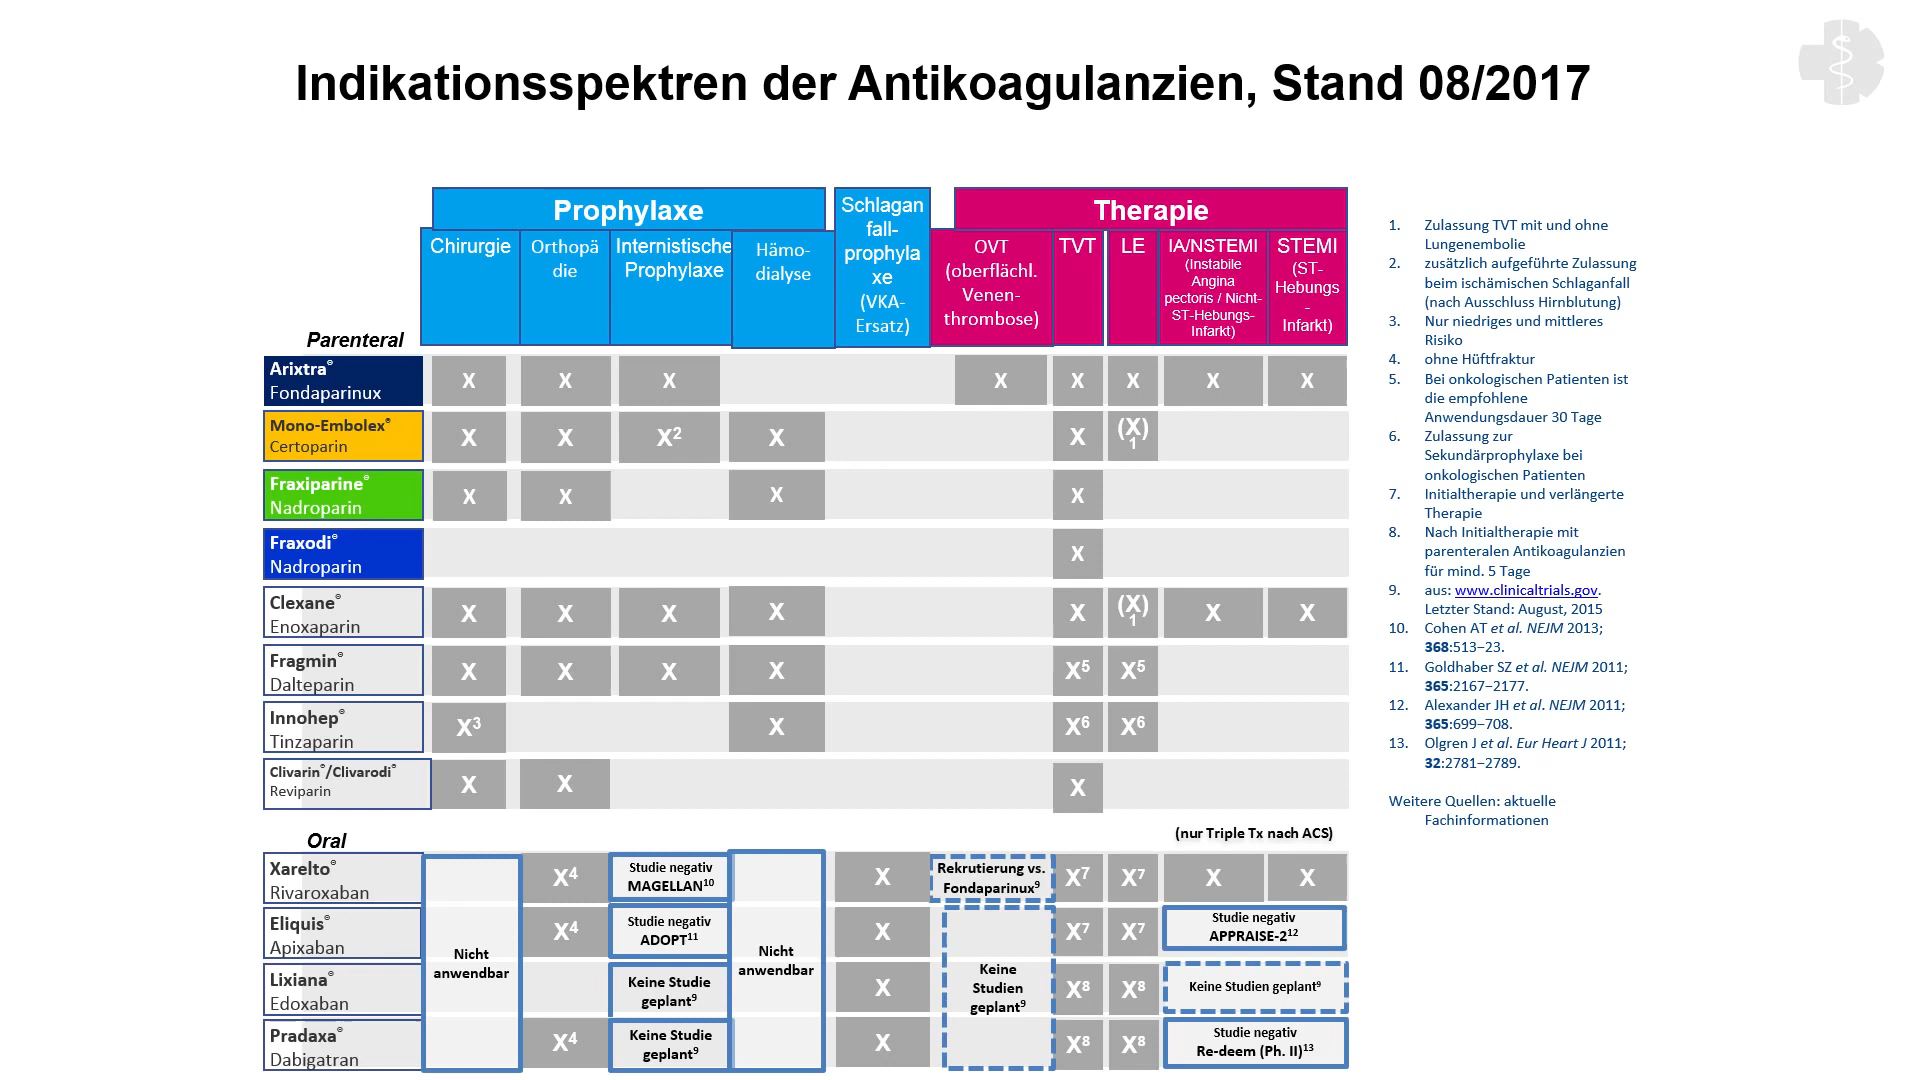 Indikationsspektren der Antikoagulanzien, Stand 08/2017
Prophylaxe
Schlagan
fall-
prophyla
xe
(VKA-
Ersatz)
Therapie
Chirurgie
Orthopä
die
Internistische
Prophylaxe
Hämo-
dialyse
OVT
(oberflächl.
Venen-
thrombose)
TVT
LE
IA/NSTEMI
(Instabile
Angina
pectoris / Nicht-
ST-Hebungs-
Infarkt)
STEMI
(ST-
Hebungs
-
Infarkt)
Parenteral
Arixtra® X X X X X X X X
Fondaparinux
Mono-Embolex® X X X² X X (X)
Certoparin 1
Fraxiparine® X X X X
Nadroparin
Fraxodi® X
Nadroparin
Clexane® X X X X X (X) X X
Enoxaparin 1
Fragmin® X X X X X⁵ X⁵
Dalteparin
Innohep® X³ X X⁶ X⁶
Tinzaparin
Clivarin®/Clivarodi® X X X
Reviparin
Oral
(nur Triple Tx nach ACS)
Xarelto®
Rivaroxaban
X⁴
Studie negativ
MAGELLAN¹⁰
X
Rekrutierung vs.
Fondaparinux⁹
X⁷ X⁷ X X
Eliquis®
Apixaban
X⁴
Studie negativ
ADOPT¹¹
X
X⁷ X⁷
Studie negativ
APPRAISE-2¹²
Nicht
anwendbar
Nicht
anwendbar
Keine
Studien
geplant⁹
Lixiana®
Edoxaban
Keine Studie
geplant⁹
X
X⁸ X⁸
Keine Studien geplant⁹
Pradaxa®
Dabigatran
X⁴
Keine Studie
geplant⁹
X
X⁸ X⁸
Studie negativ
Re-deem (Ph. II)¹³
1. Zulassung TVT mit und ohne
Lungenembolie
2. zusätzlich aufgeführte Zulassung
beim ischämischen Schlaganfall
(nach Ausschluss Hirnblutung)
3. Nur niedriges und mittleres
Risiko
4. ohne Hüftfraktur
5. Bei onkologischen Patienten ist
die empfohlene
Anwendungsdauer 30 Tage
6. Zulassung zur
Sekundärprophylaxe bei
onkologischen Patienten
7. Initialtherapie und verlängerte
Therapie
8. Nach Initialtherapie mit
parenteralen Antikoagulanzien
für mind. 5 Tage
9. aus: www.clinicaltrials.gov.
Letzter Stand: August, 2015
10. Cohen AT et al. NEJM 2013;
368:513–23.
11. Goldhaber SZ et al. NEJM 2011;
365:2167–2177.
12. Alexander JH et al. NEJM 2011;
365:699–708.
13. Olgren J et al. Eur Heart J 2011;
32:2781–2789.
Weitere Quellen: aktuelle
Fachinformationen